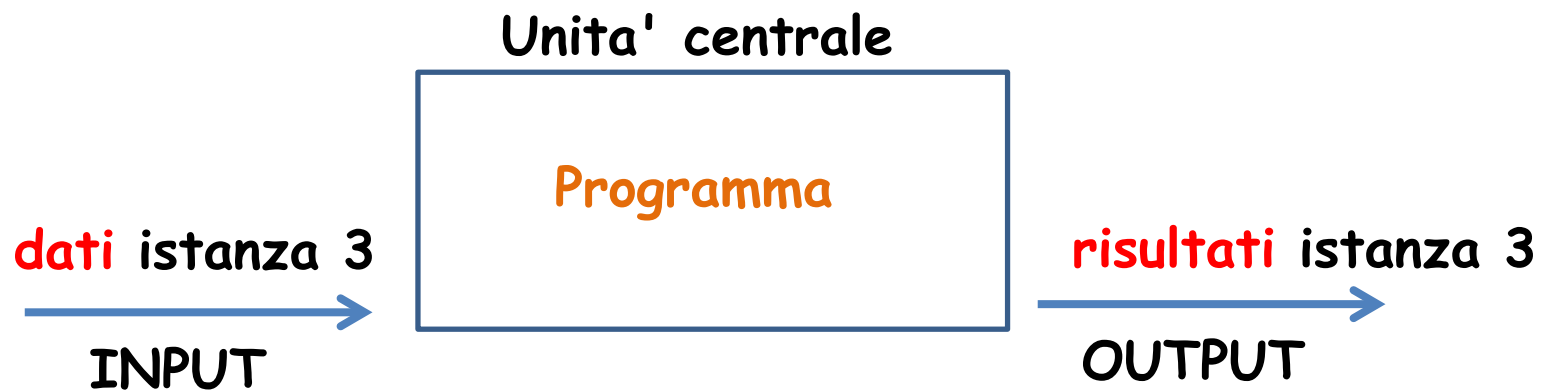 Unita' centrale
Programma
dati istanza 3
INPUT
risultati istanza 3
OUTPUT